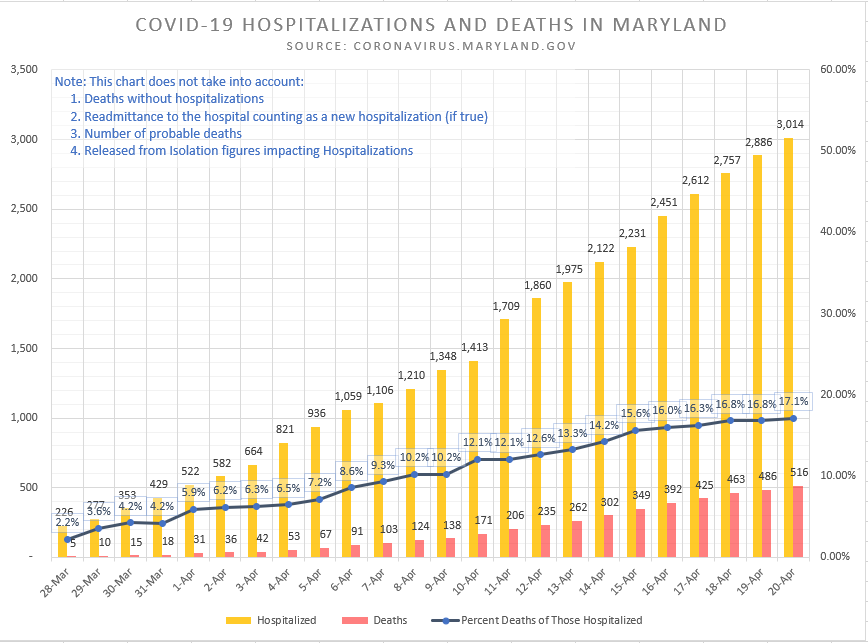 COVID-19 HOSPITALIZATIONS AND DEATHS IN MARYLAND
SOURCE: CORONAVIRUS.MARYLAND.GOV
Note: This chart does not take into account:
1. Deaths without hospitalizations
2. Readmittance to the hospital counting as a new hospitalization (if true)
3. Number of probable deaths
4. Released from Isolation figures impacting Hospitalizations
3,500
3,000
2,500
2,000
1,500
1,000
500
-
60.00%
50.00%
40.00%
30.00%
20.00%
10.00%
0.00%
226 277 353 429 522 582 664 821 936 1,059 1,106 1,210 1,348 1,413 1,709 1,860 1,975 2,122 2,231 2,451 2,612 2,757 2,886 3,014
2.2% 3.6% 4.2% 4.2% 5.9% 6.2% 6.3% 6.5% 7.2% 8.6% 9.3% 10.2% 10.2% 12.1% 12.1% 12.6% 13.3% 14.2% 15.6% 16.0% 16.3% 16.8% 16.8% 17.1%
5 10 15 18 31 36 42 53 67 91 103 124 138 171 206 235 262 302 349 392 425 463 486 516
28-Mar 29-Mar 30-Mar 31-Mar 1-Apr 2-Apr 3-Apr 4-Apr 5-Apr 6-Apr 7-Apr 8-Apr 9-Apr 10-Apr 11-Apr 12-Apr 13-Apr 14-Apr 15-Apr 16-Apr 17-Apr 18-Apr 19-Apr 20-Apr
Hospitalized Deaths Percent Deaths of Those Hospitalized